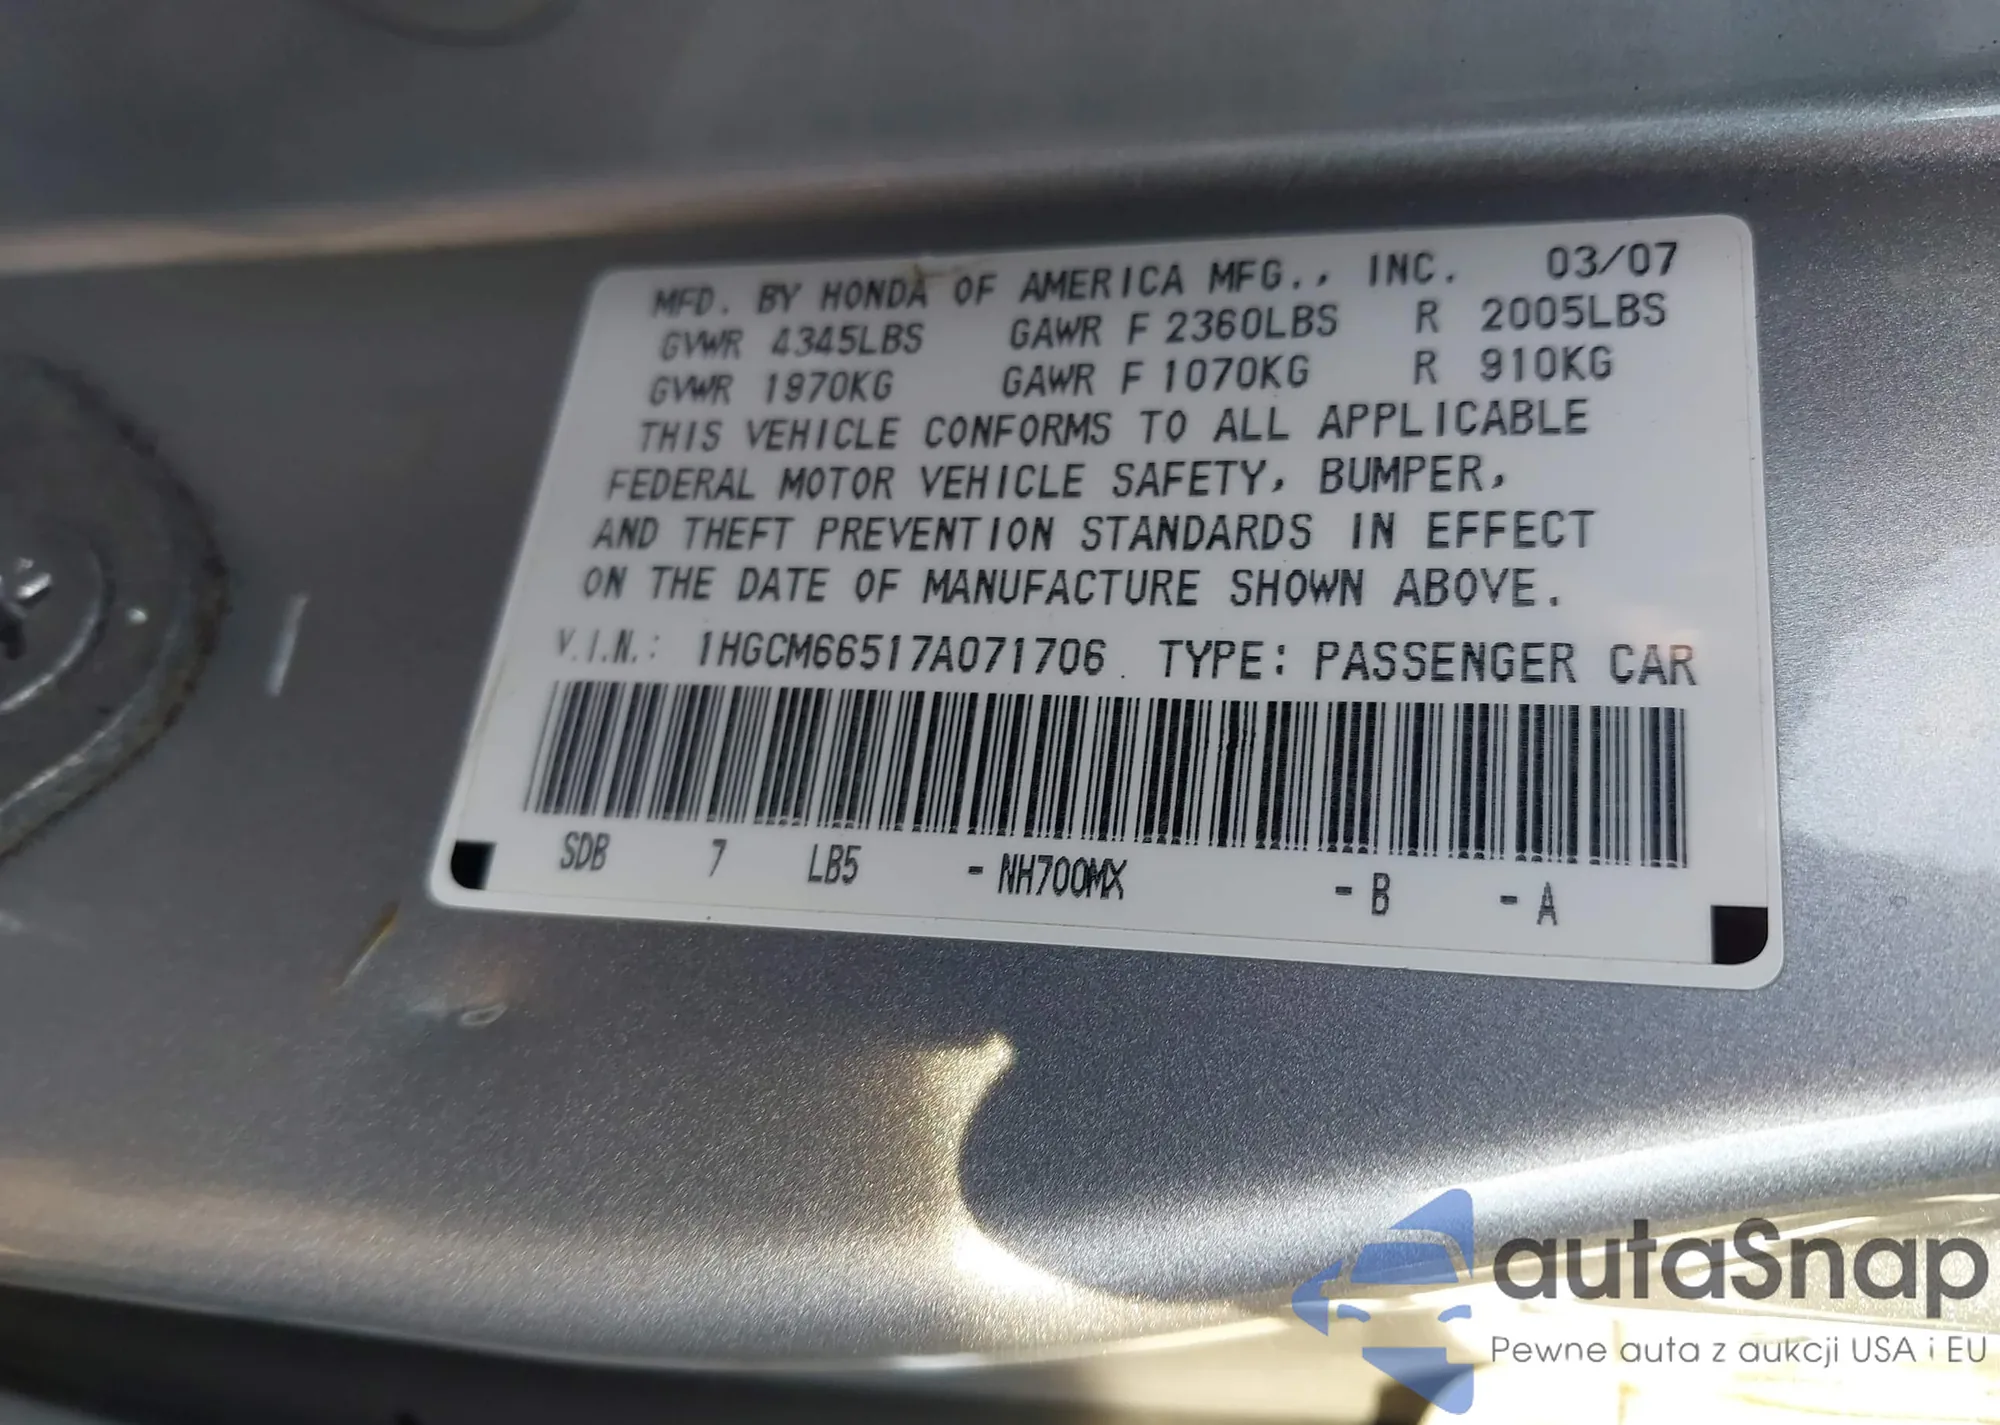 MFD. BY HONDA OF AMERICA MFG., INC. 03/07
GVWR 4345LBS GAWR F 2360LBS R 2005LBS
GVWR 1970KG GAWR F 1070KG R 910KG
THIS VEHICLE CONFORMS TO ALL APPLICABLE
FEDERAL MOTOR VEHICLE SAFETY, BUMPER,
AND THEFT PREVENTION STANDARDS IN EFFECT
ON THE DATE OF MANUFACTURE SHOWN ABOVE.
V.I.N.: 1HGCM66517A071706 TYPE: PASSENGER CAR
SDB 7 LB5 -NH700MX -B -A
autaSnap
Pewne auta z aukcji USA i EU